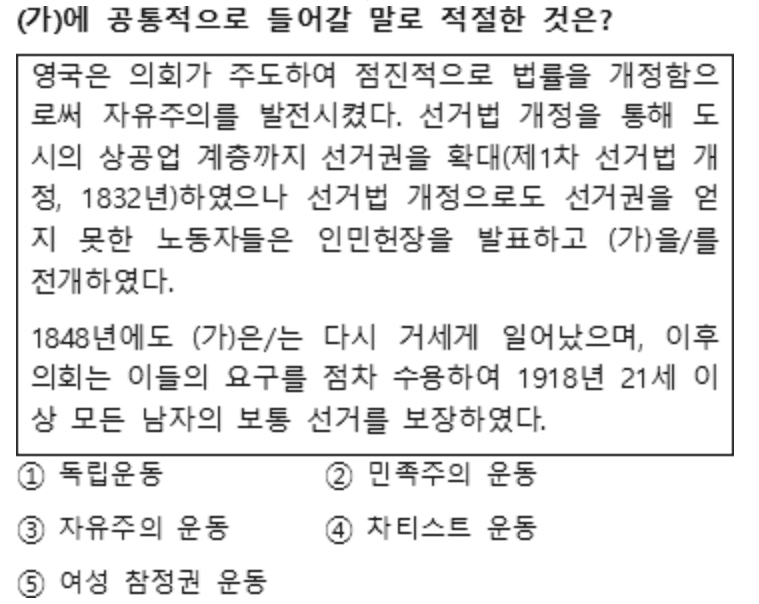 (가)에 공통적으로 들어갈 말로 적절한 것은?
영국은 의회가 주도하여 점진적으로 법률을 개정함으
로써 자유주의를 발전시켰다. 선거법 개정을 통해 도
시의 상공업 계층까지 선거권을 확대(제1차 선거법 개
정, 1832년)하였으나 선거법 개정으로도 선거권을 얻
지 못한 노동자들은 인민헌장을 발표하고 (가)을/를
전개하였다.
1848년에도 (가)은/는 다시 거세게 일어났으며, 이후
의회는 이들의 요구를 점차 수용하여 1918년 21세 이
상 모든 남자의 보통 선거를 보장하였다.
① 독립운동 ② 민족주의 운동
③ 자유주의 운동 ④ 차티스트 운동
⑤ 여성 참정권 운동